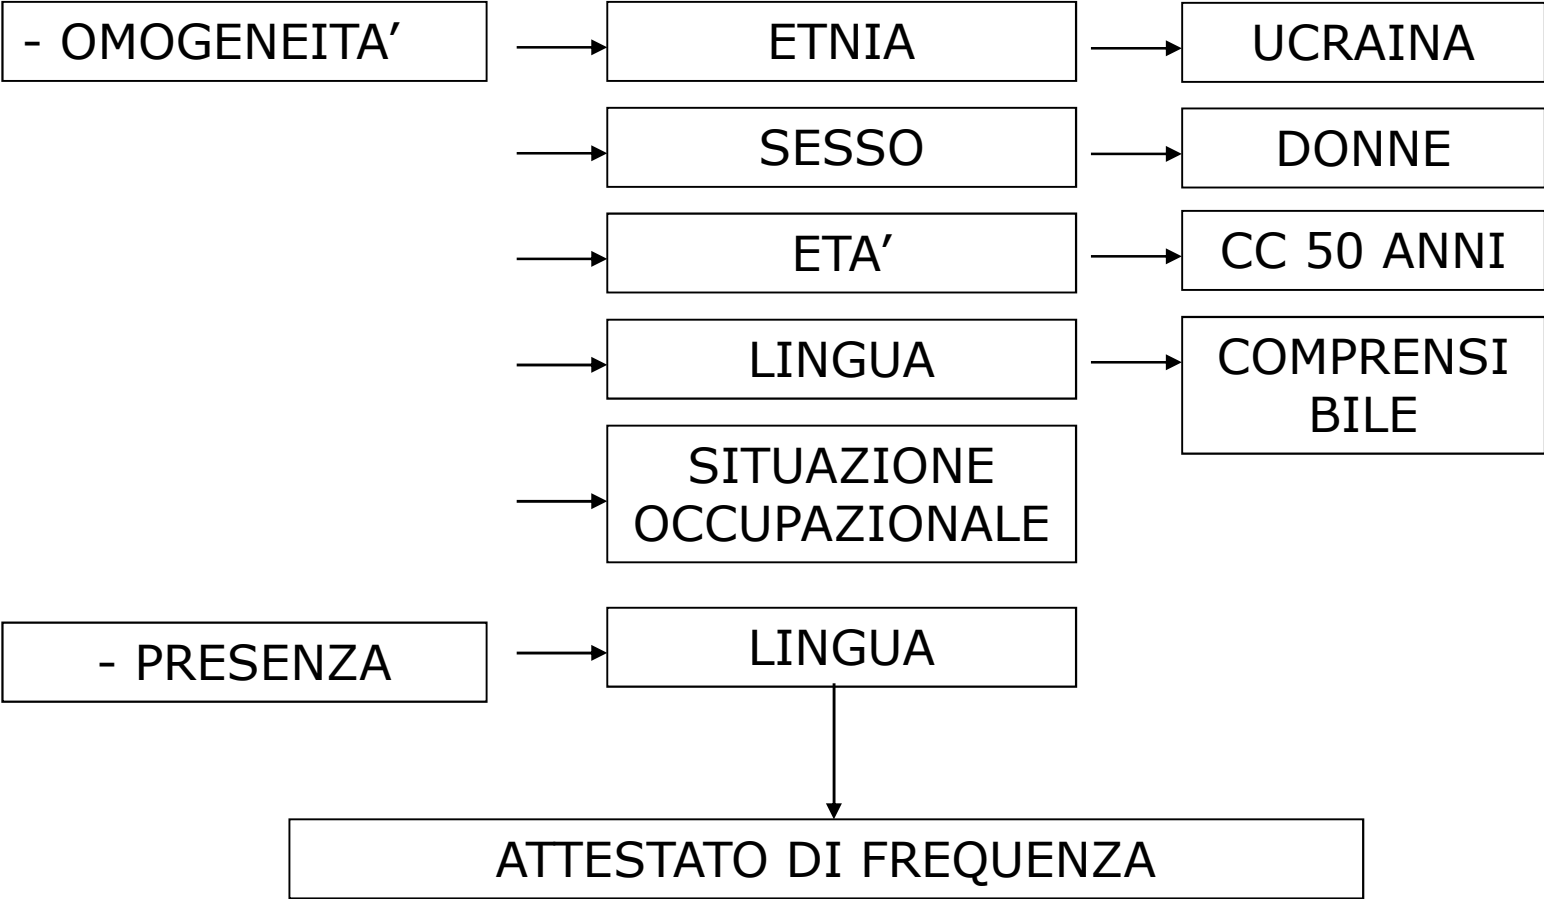 - OMOGENEITA’
ETNIA
UCRAINA
SESSO
DONNE
ETA’
CC 50 ANNI
LINGUA
COMPRENSI
BILE
SITUAZIONE
OCCUPAZIONALE
- PRESENZA
LINGUA
ATTESTATO DI FREQUENZA